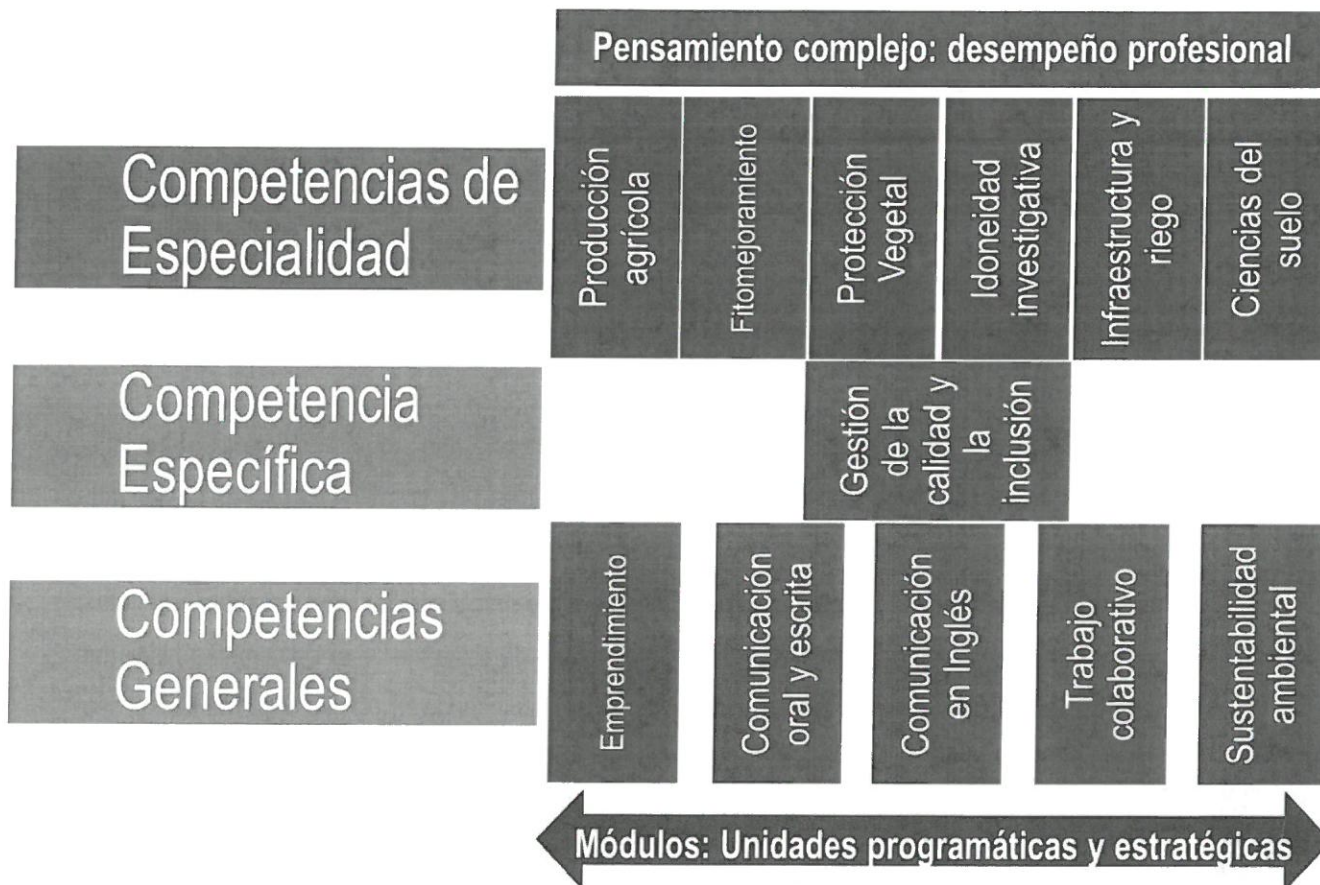 Pensamiento complejo: desempeño profesional
Competencias de
Especialidad
Producción
agrícola
Fitomejoramiento
Protección
Vegetal
Idoneidad
investigativa
Infraestructura y
riego
Ciencias del
suelo
Competencia
Específica
Gestión
de la
calidad y
la
inclusión
Competencias
Generales
Emprendimiento
Comunicación
oral y escrita
Comunicación
en Inglés
Trabajo
colaborativo
Sustentabilidad
ambiental
Módulos: Unidades programáticas y estratégicas